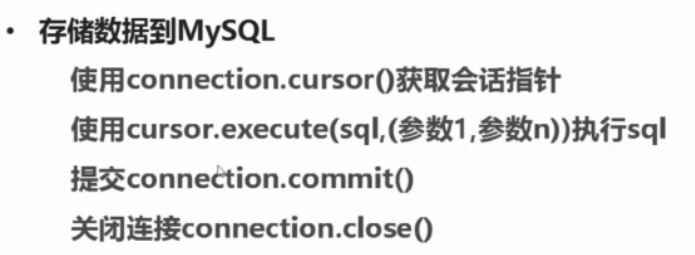 • 存储数据到MySQL
使用connection.cursor()获取会话指针
使用cursor.execute(sql,(参数1,参数n))执行sql
提交connection.commit()
关闭连接connection.close()